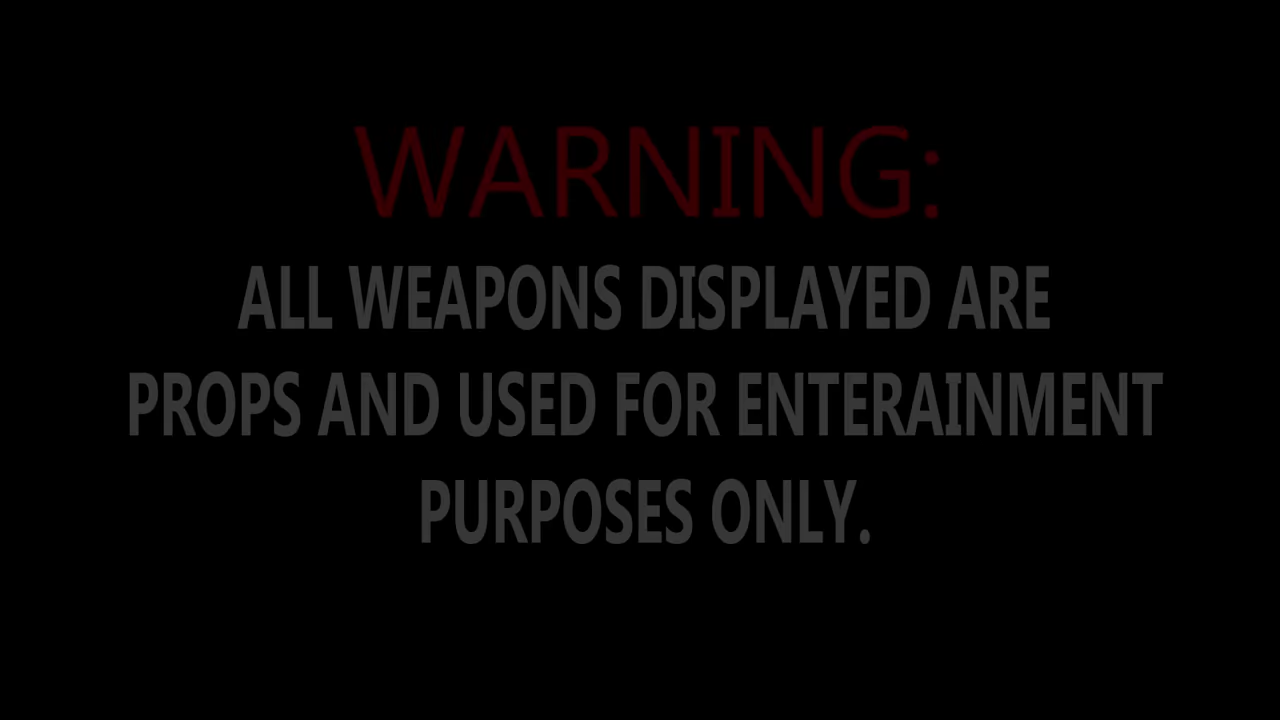 WARNING:
ALL WEAPONS DISPLAYED ARE
PROPS AND USED FOR ENTERAINMENT
PURPOSES ONLY.